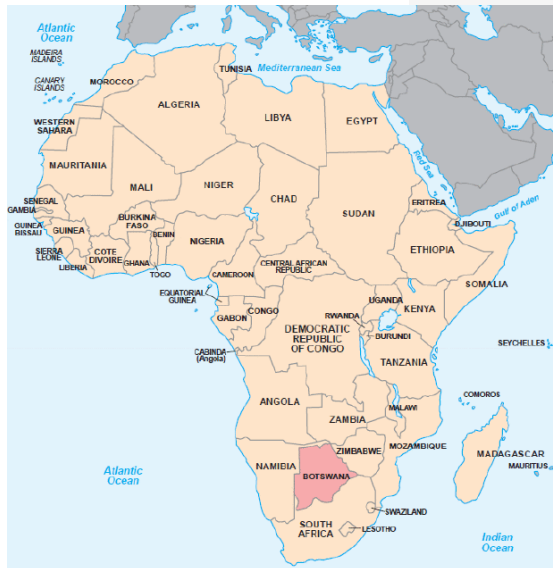 Atlantic
Ocean
MADEIRA
ISLANDS
CANARY
ISLANDS
MOROCCO
TUNISIA
Mediterranean Sea
ALGERIA
LIBYA
EGYPT
WESTERN
SAHARA
MAURITANIA
MALI
NIGER
CHAD
SUDAN
Red Sea
ERITREA
Gulf of Aden
DJIBOUTI
SENEGAL
GAMBIA
GUINEA
BISSAU
GUINEA
BURKINA
FASO
BENIN
NIGERIA
ETHIOPIA
SIERRA
LEONE
COTE
DIVOIRE
LIBERIA
GHANA
TOGO
CAMEROON
CENTRAL AFRICAN
REPUBLIC
SOMALIA
EQUATORIAL
GUINEA
GABON
CONGO
UGANDA
KENYA
RWANDA
DEMOCRATIC
REPUBLIC
OF CONGO
BURUNDI
SEYCHELLES
CABINDA
(Angola)
TANZANIA
COMOROS
ANGOLA
ZAMBIA
MALAWI
MOZAMBIQUE
ZIMBABWE
MADAGASCAR
MAURITIUS
NAMIBIA
BOTSWANA
Atlantic
Ocean
SWAZILAND
SOUTH
AFRICA
LESOTHO
Indian
Ocean